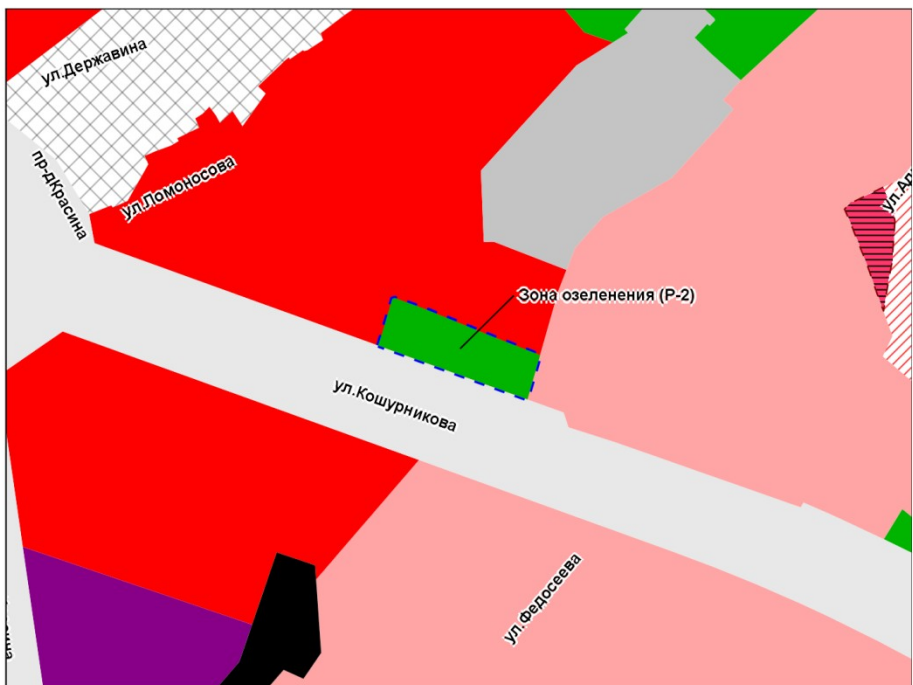 ул.Державина
пр-дКрасина
ул.Ломоносова
Зона озеленения (Р-2)
ул.Кошурникова
ул.Федосеева